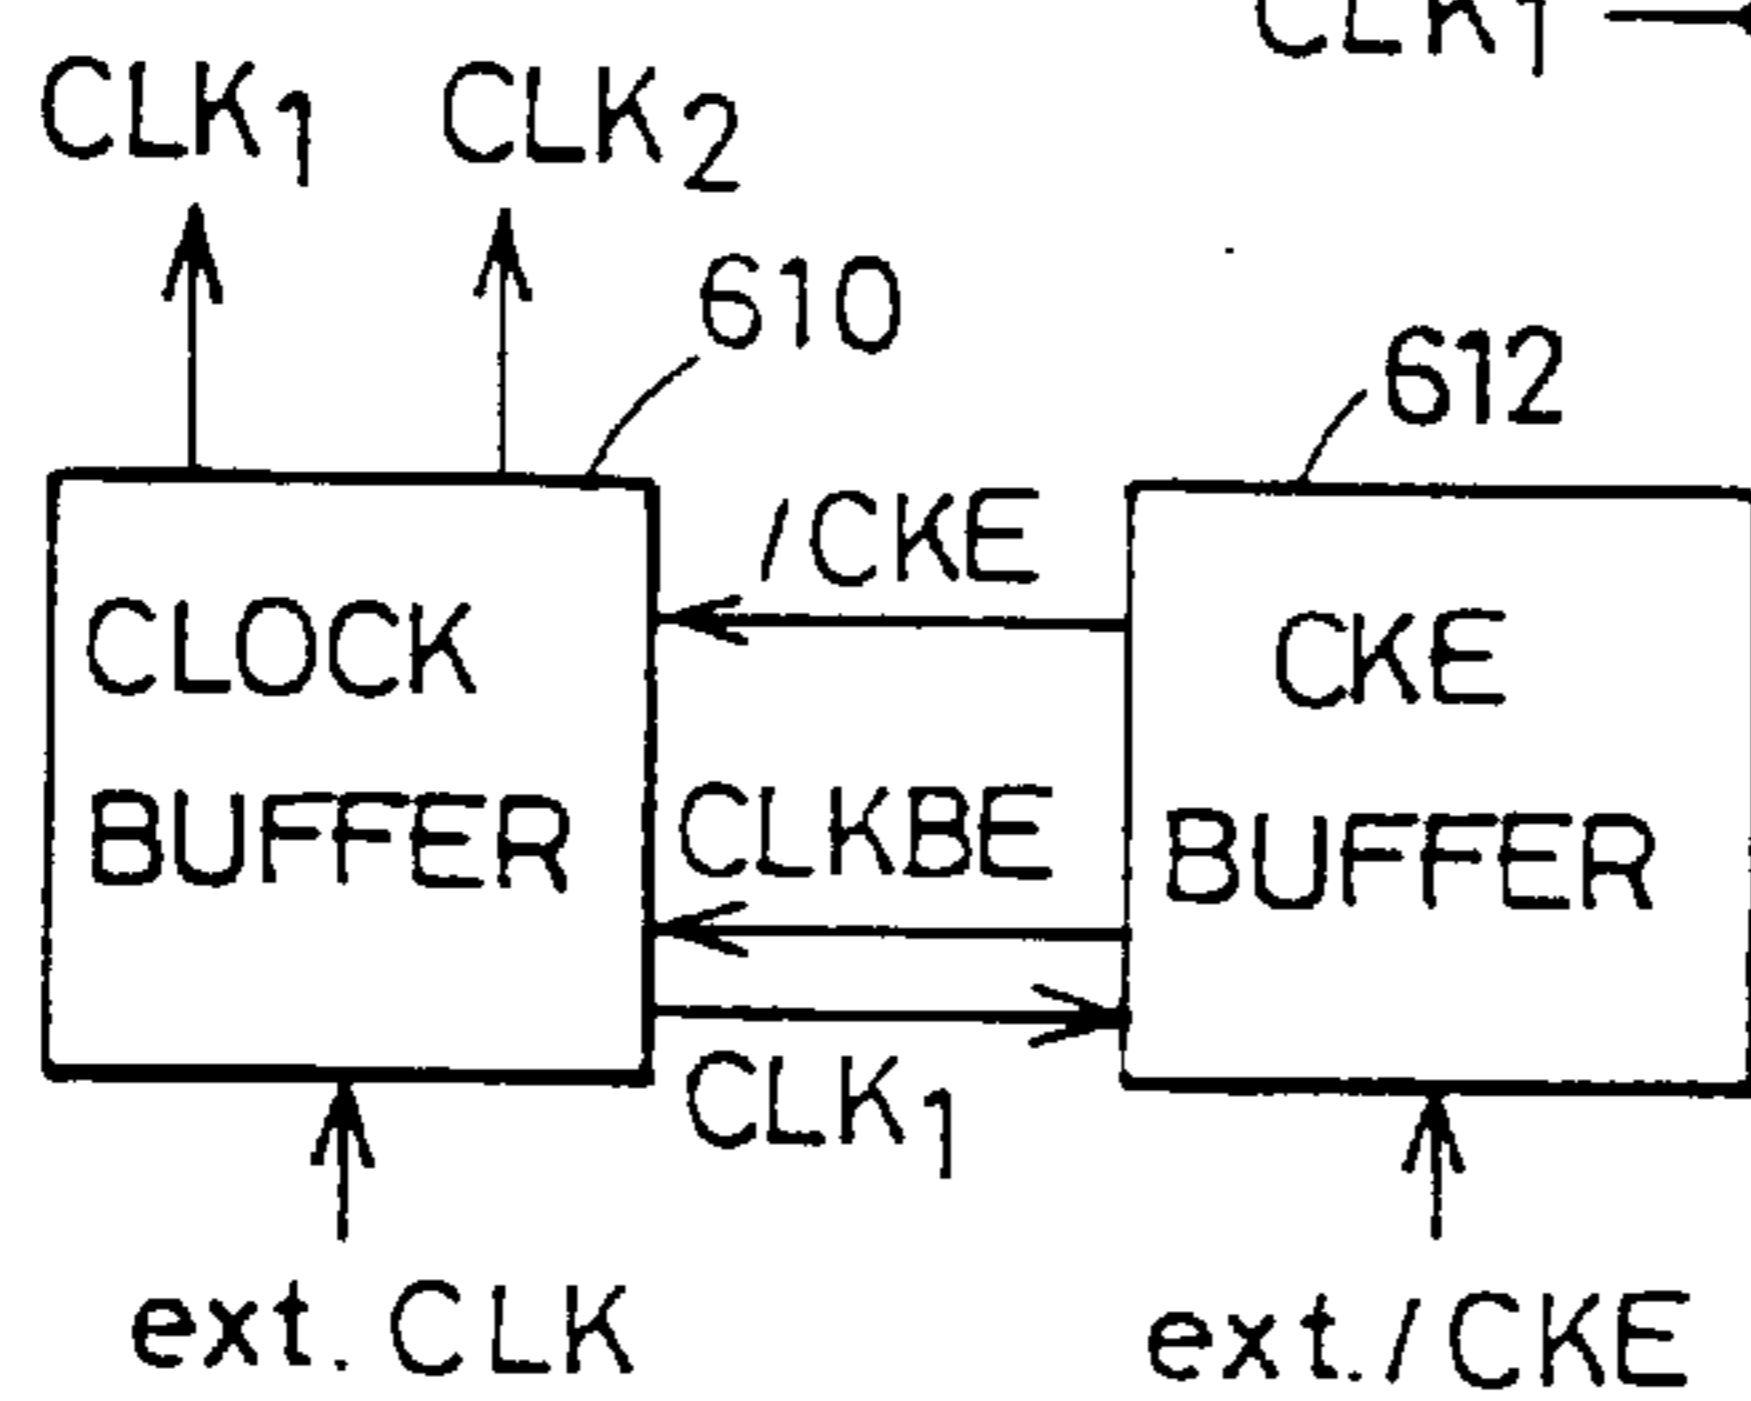 CLK1
CLK1 CLK2
610
612
/CKE
CLOCK BUFFER
CKE BUFFER
CLKBE
CLK1
ext. CLK
ext. /CKE